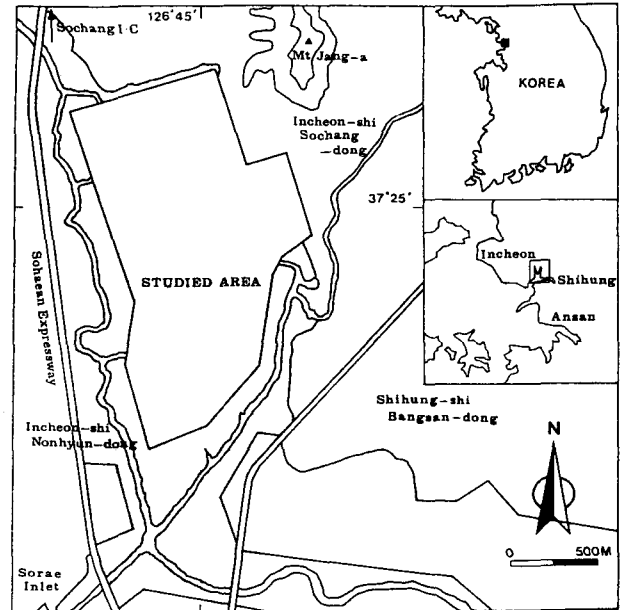 126°45′
Sochang I·C
Mt Jang-a
KOREA
Incheon-shi
Sochang
-dong
37°25′
Sohaean Expressway
STUDIED AREA
Incheon
M
Shihung
Ansan
Shihung-shi
Bangsan-dong
Incheon-shi
Nonhyun-dong
N
0 500M
Sorae
Inlet